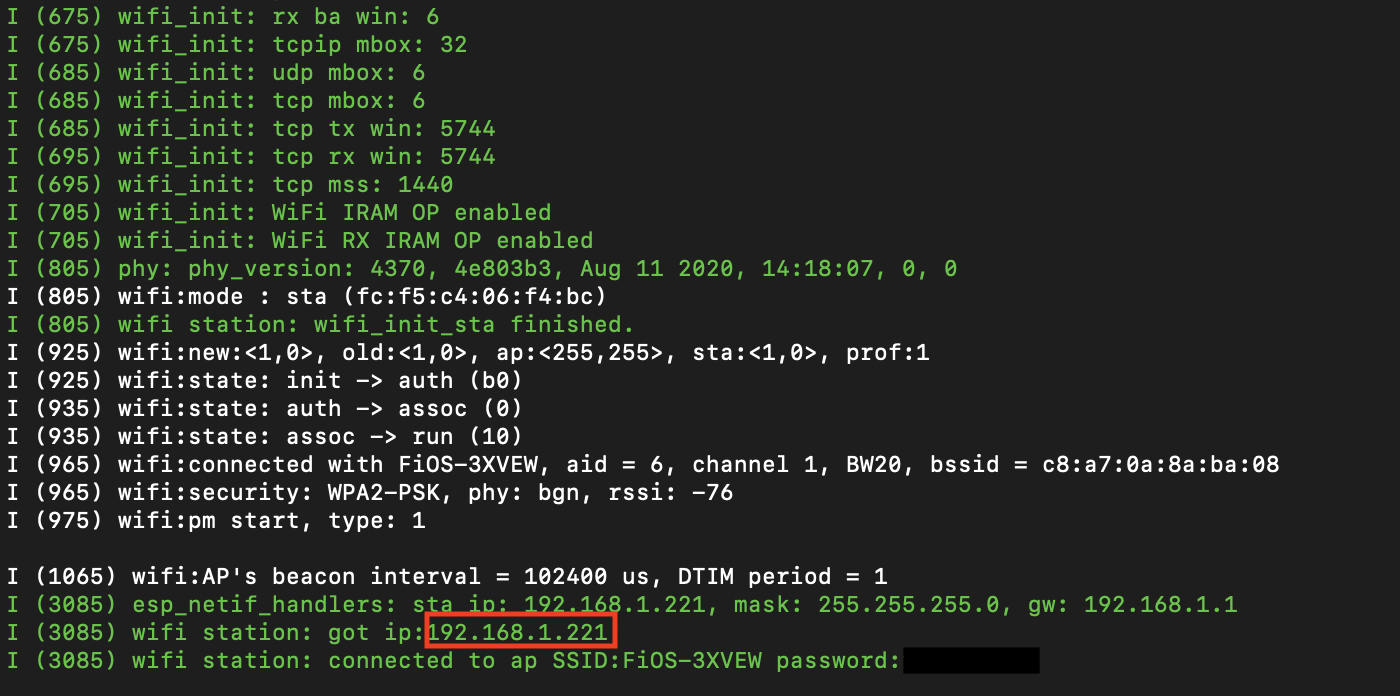 I (675) wifi_init: rx ba win: 6
I (675) wifi_init: tcpip mbox: 32
I (685) wifi_init: udp mbox: 6
I (685) wifi_init: tcp mbox: 6
I (685) wifi_init: tcp tx win: 5744
I (695) wifi_init: tcp rx win: 5744
I (695) wifi_init: tcp mss: 1440
I (705) wifi_init: WiFi IRAM OP enabled
I (705) wifi_init: WiFi RX IRAM OP enabled
I (805) phy: phy_version: 4370, 4e803b3, Aug 11 2020, 14:18:07, 0, 0
I (805) wifi:mode : sta (fc:f5:c4:06:f4:bc)
I (805) wifi station: wifi_init_sta finished.
I (925) wifi:new:<1,0>, old:<1,0>, ap:<255,255>, sta:<1,0>, prof:1
I (925) wifi:state: init -> auth (b0)
I (935) wifi:state: auth -> assoc (0)
I (935) wifi:state: assoc -> run (10)
I (965) wifi:connected with FiOS-3XVEW, aid = 6, channel 1, BW20, bssid = c8:a7:0a:8a:ba:08
I (965) wifi:security: WPA2-PSK, phy: bgn, rssi: -76
I (975) wifi:pm start, type: 1
I (1065) wifi:AP's beacon interval = 102400 us, DTIM period = 1
I (3085) esp_netif_handlers: sta ip: 192.168.1.221, mask: 255.255.255.0, gw: 192.168.1.1
I (3085) wifi station: got ip:192.168.1.221
I (3085) wifi station: connected to ap SSID:FiOS-3XVEW password: